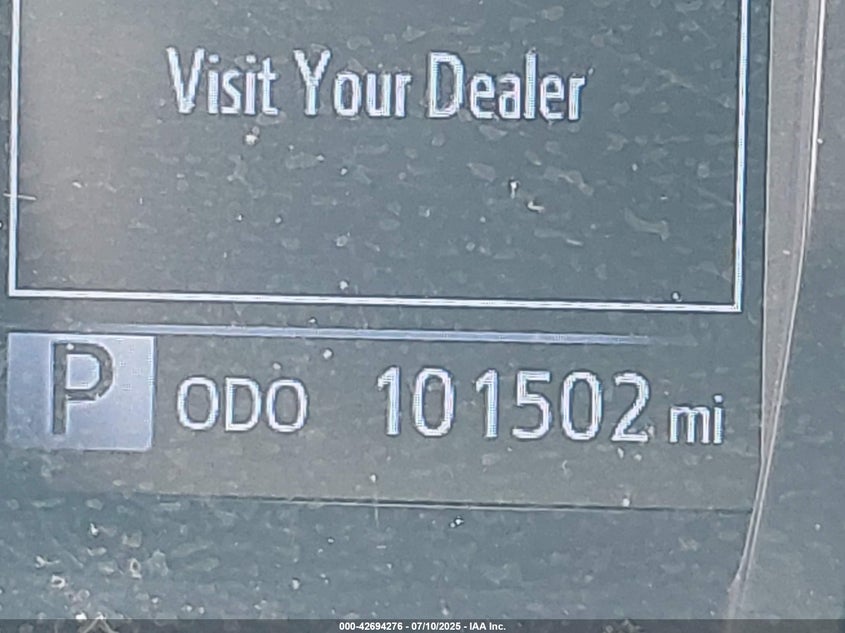 Visit Your Dealer
P ODO 101502 mi
000-42694276 - 07/10/2025 - IAA Inc.